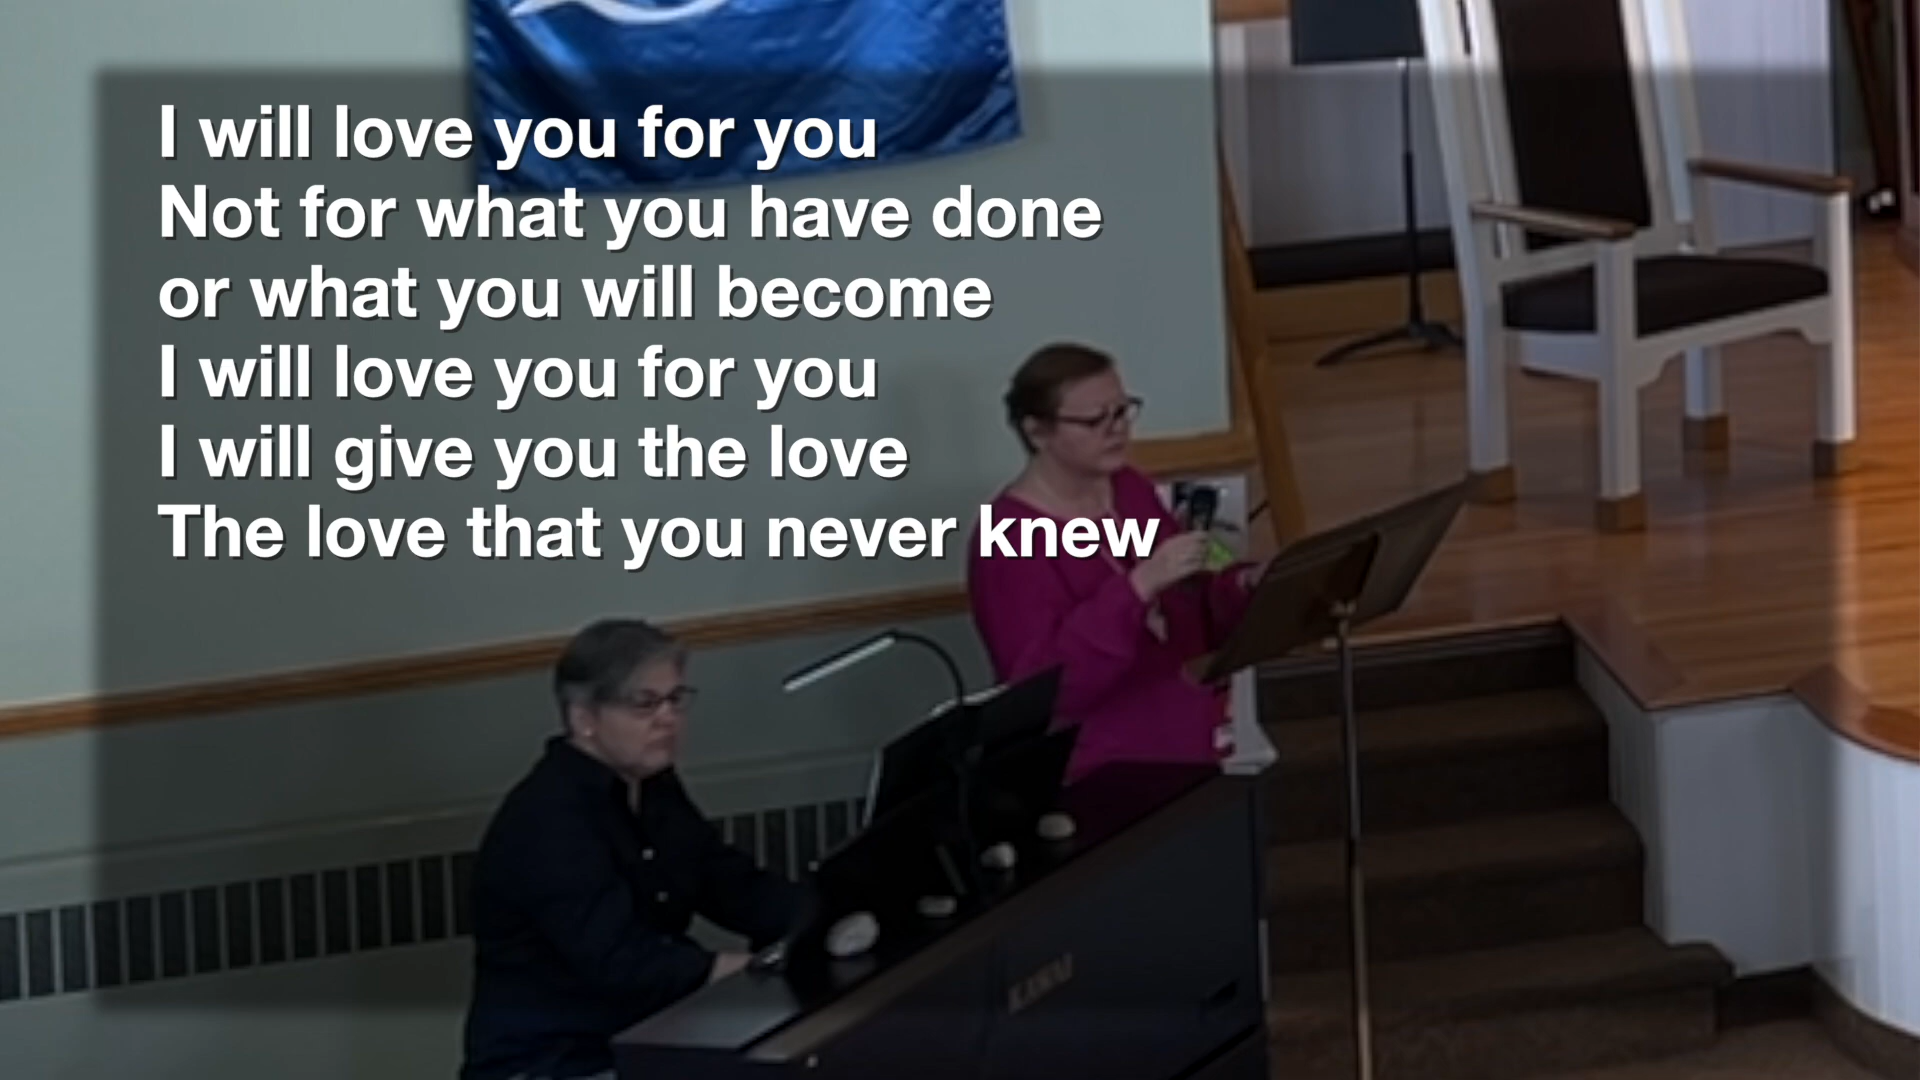 I will love you for you
Not for what you have done
or what you will become
I will love you for you
I will give you the love
The love that you never knew
KAWAI